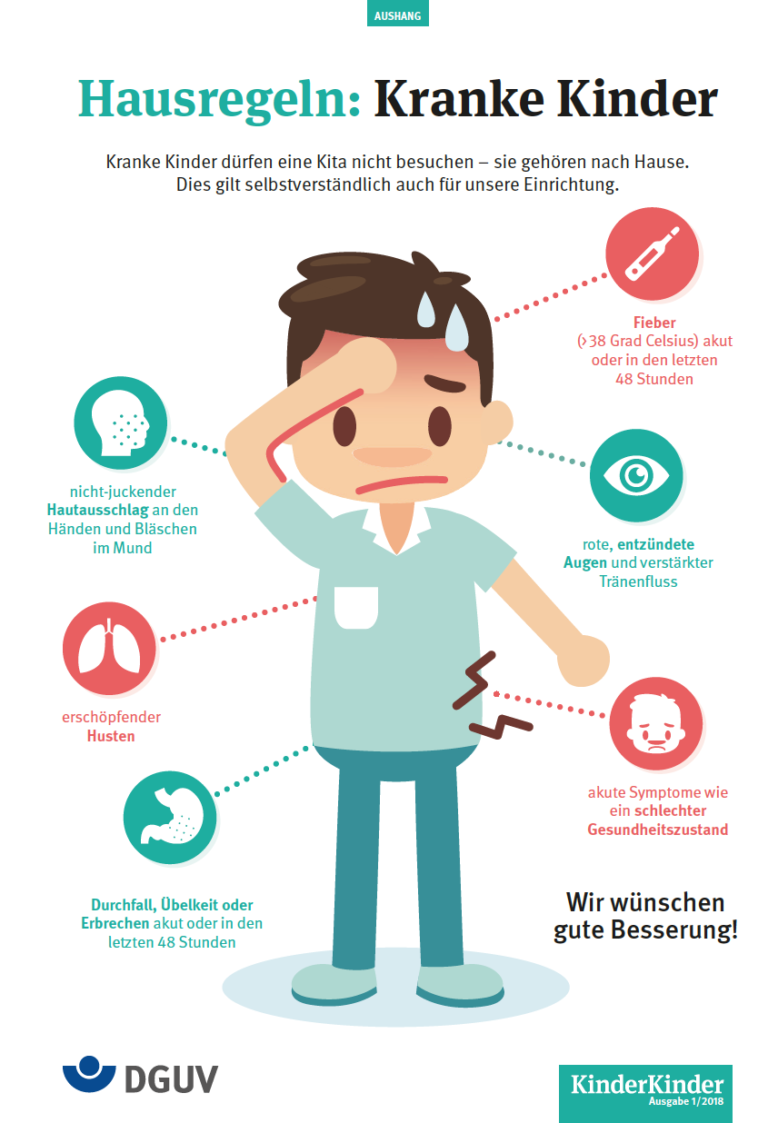 AUSHANG
Hausregeln: Kranke Kinder
Kranke Kinder dürfen eine Kita nicht besuchen – sie gehören nach Hause.
Dies gilt selbstverständlich auch für unsere Einrichtung.
Fieber
(>38 Grad Celsius) akut
oder in den letzten
48 Stunden
nicht-juckender
Hautausschlag an den
Händen und Bläschen
im Mund
rote, entzündete
Augen und verstärkter
Tränenfluss
erschöpfender
Husten
akute Symptome wie
ein schlechter
Gesundheitszustand
Durchfall, Übelkeit oder
Erbrechen akut oder in den
letzten 48 Stunden
Wir wünschen
gute Besserung!
DGUV
KinderKinder
Ausgabe 1/2018